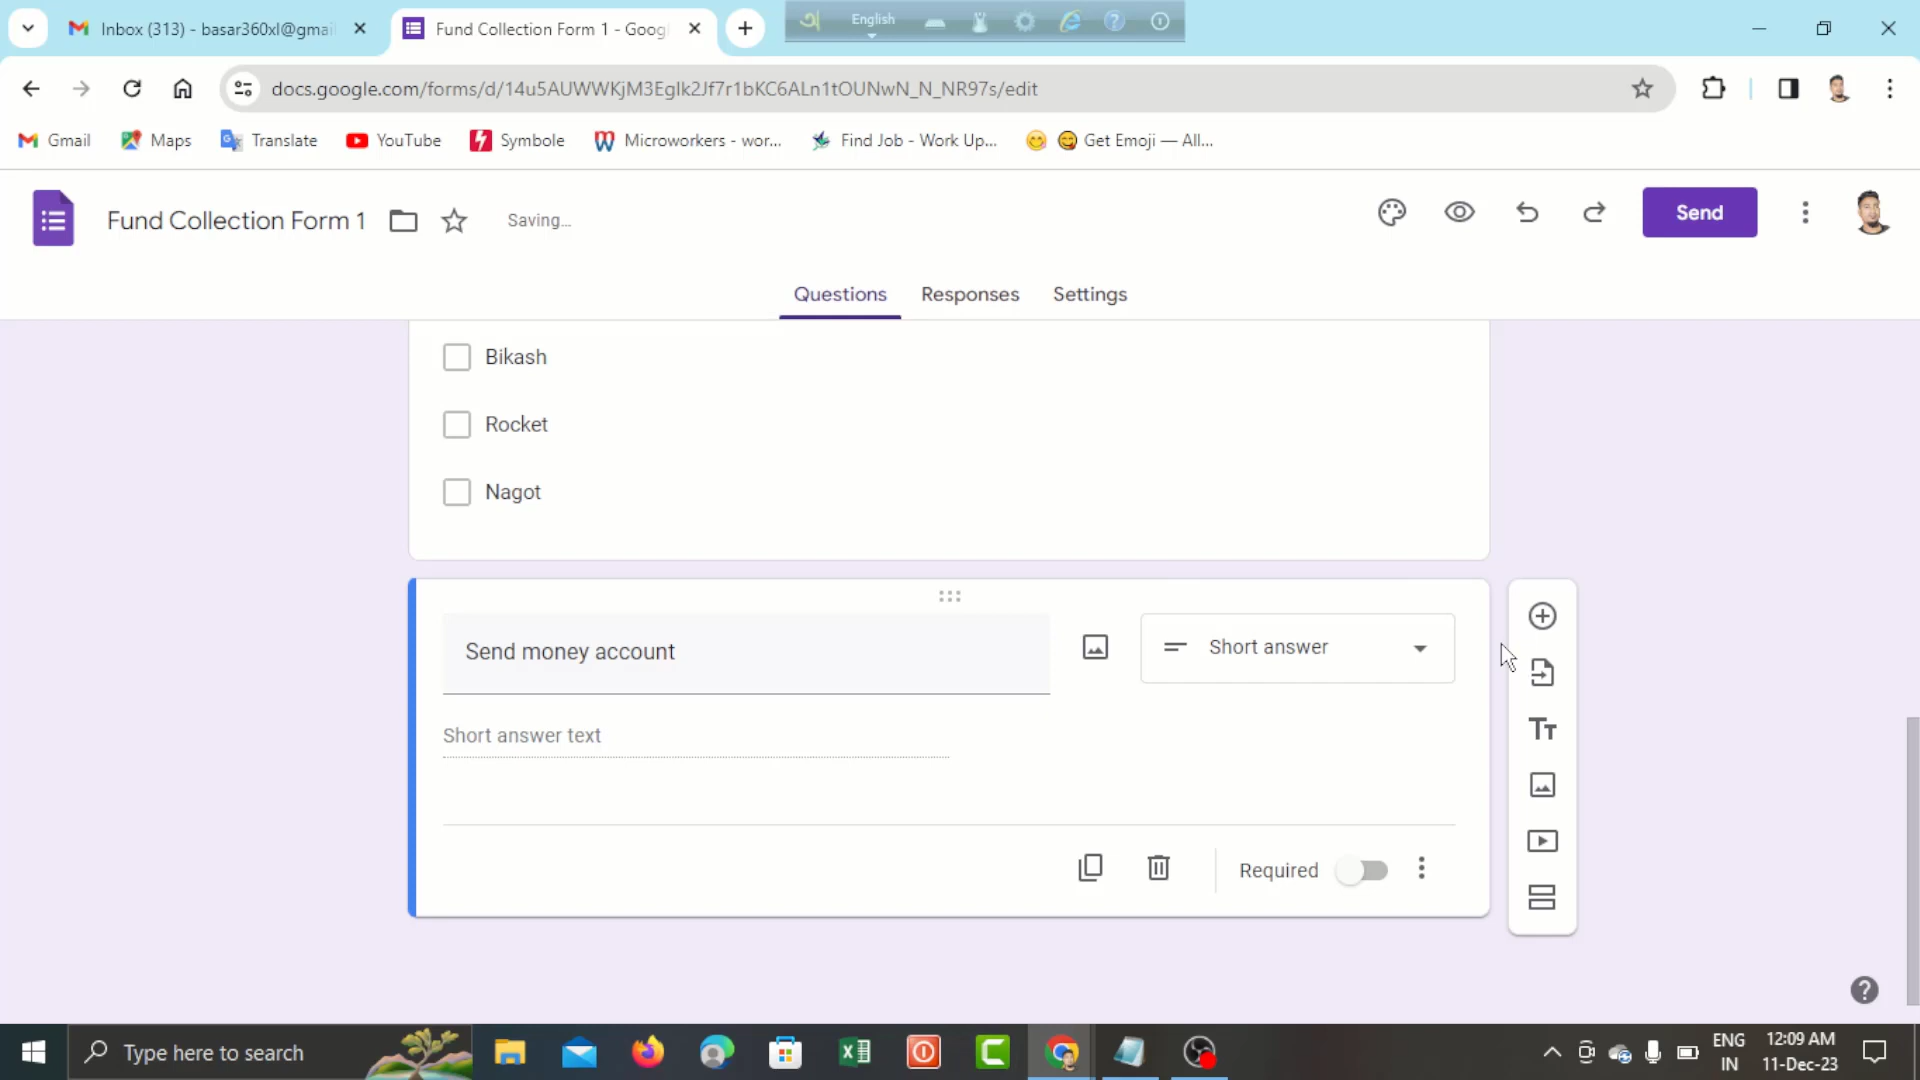 Inbox (313) - basar360xl@gmai
Fund Collection Form 1 - Goog
English
docs.google.com/forms/d/14u5AUWWKjM3Eglk2Jf7r1bKC6ALn1tOUNwN_N_NR97s/edit
Gmail
Maps
Translate
YouTube
Symbole
Microworkers - wor...
Find Job - Work Up...
Get Emoji — All...
Fund Collection Form 1
Saving...
Send
Questions
Responses
Settings
Bikash
Rocket
Nagot
Send money account
Short answer
Short answer text
Required
Type here to search
ENG
IN
12:09 AM
11-Dec-23